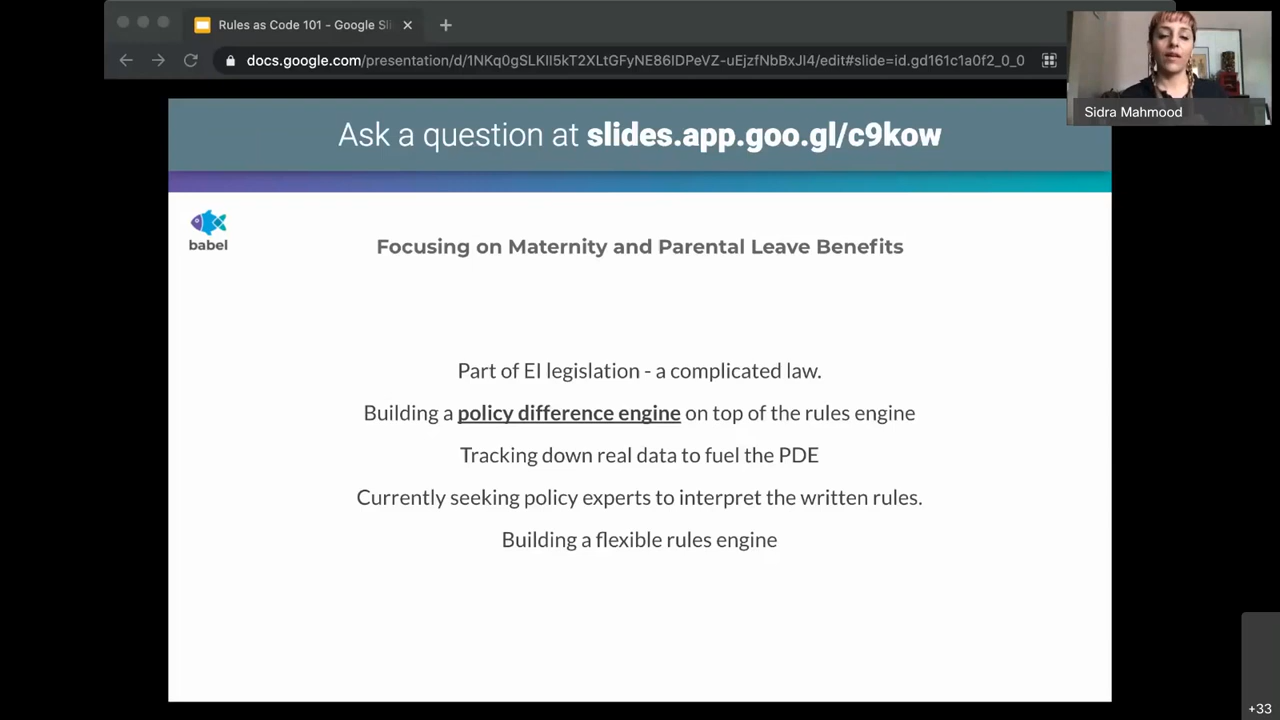 Rules as Code 101 - Google Sli
docs.google.com/presentation/d/1NKq0gSLKII5kT2XLtGFyNE86IDPeVZ-uEjzfNbBxJI4/edit#slide=id.gd161c1a0f2_0_0
Sidra Mahmood
Ask a question at slides.app.goo.gl/c9kow
babel
Focusing on Maternity and Parental Leave Benefits
Part of EI legislation - a complicated law.
Building a policy difference engine on top of the rules engine
Tracking down real data to fuel the PDE
Currently seeking policy experts to interpret the written rules.
Building a flexible rules engine
+33